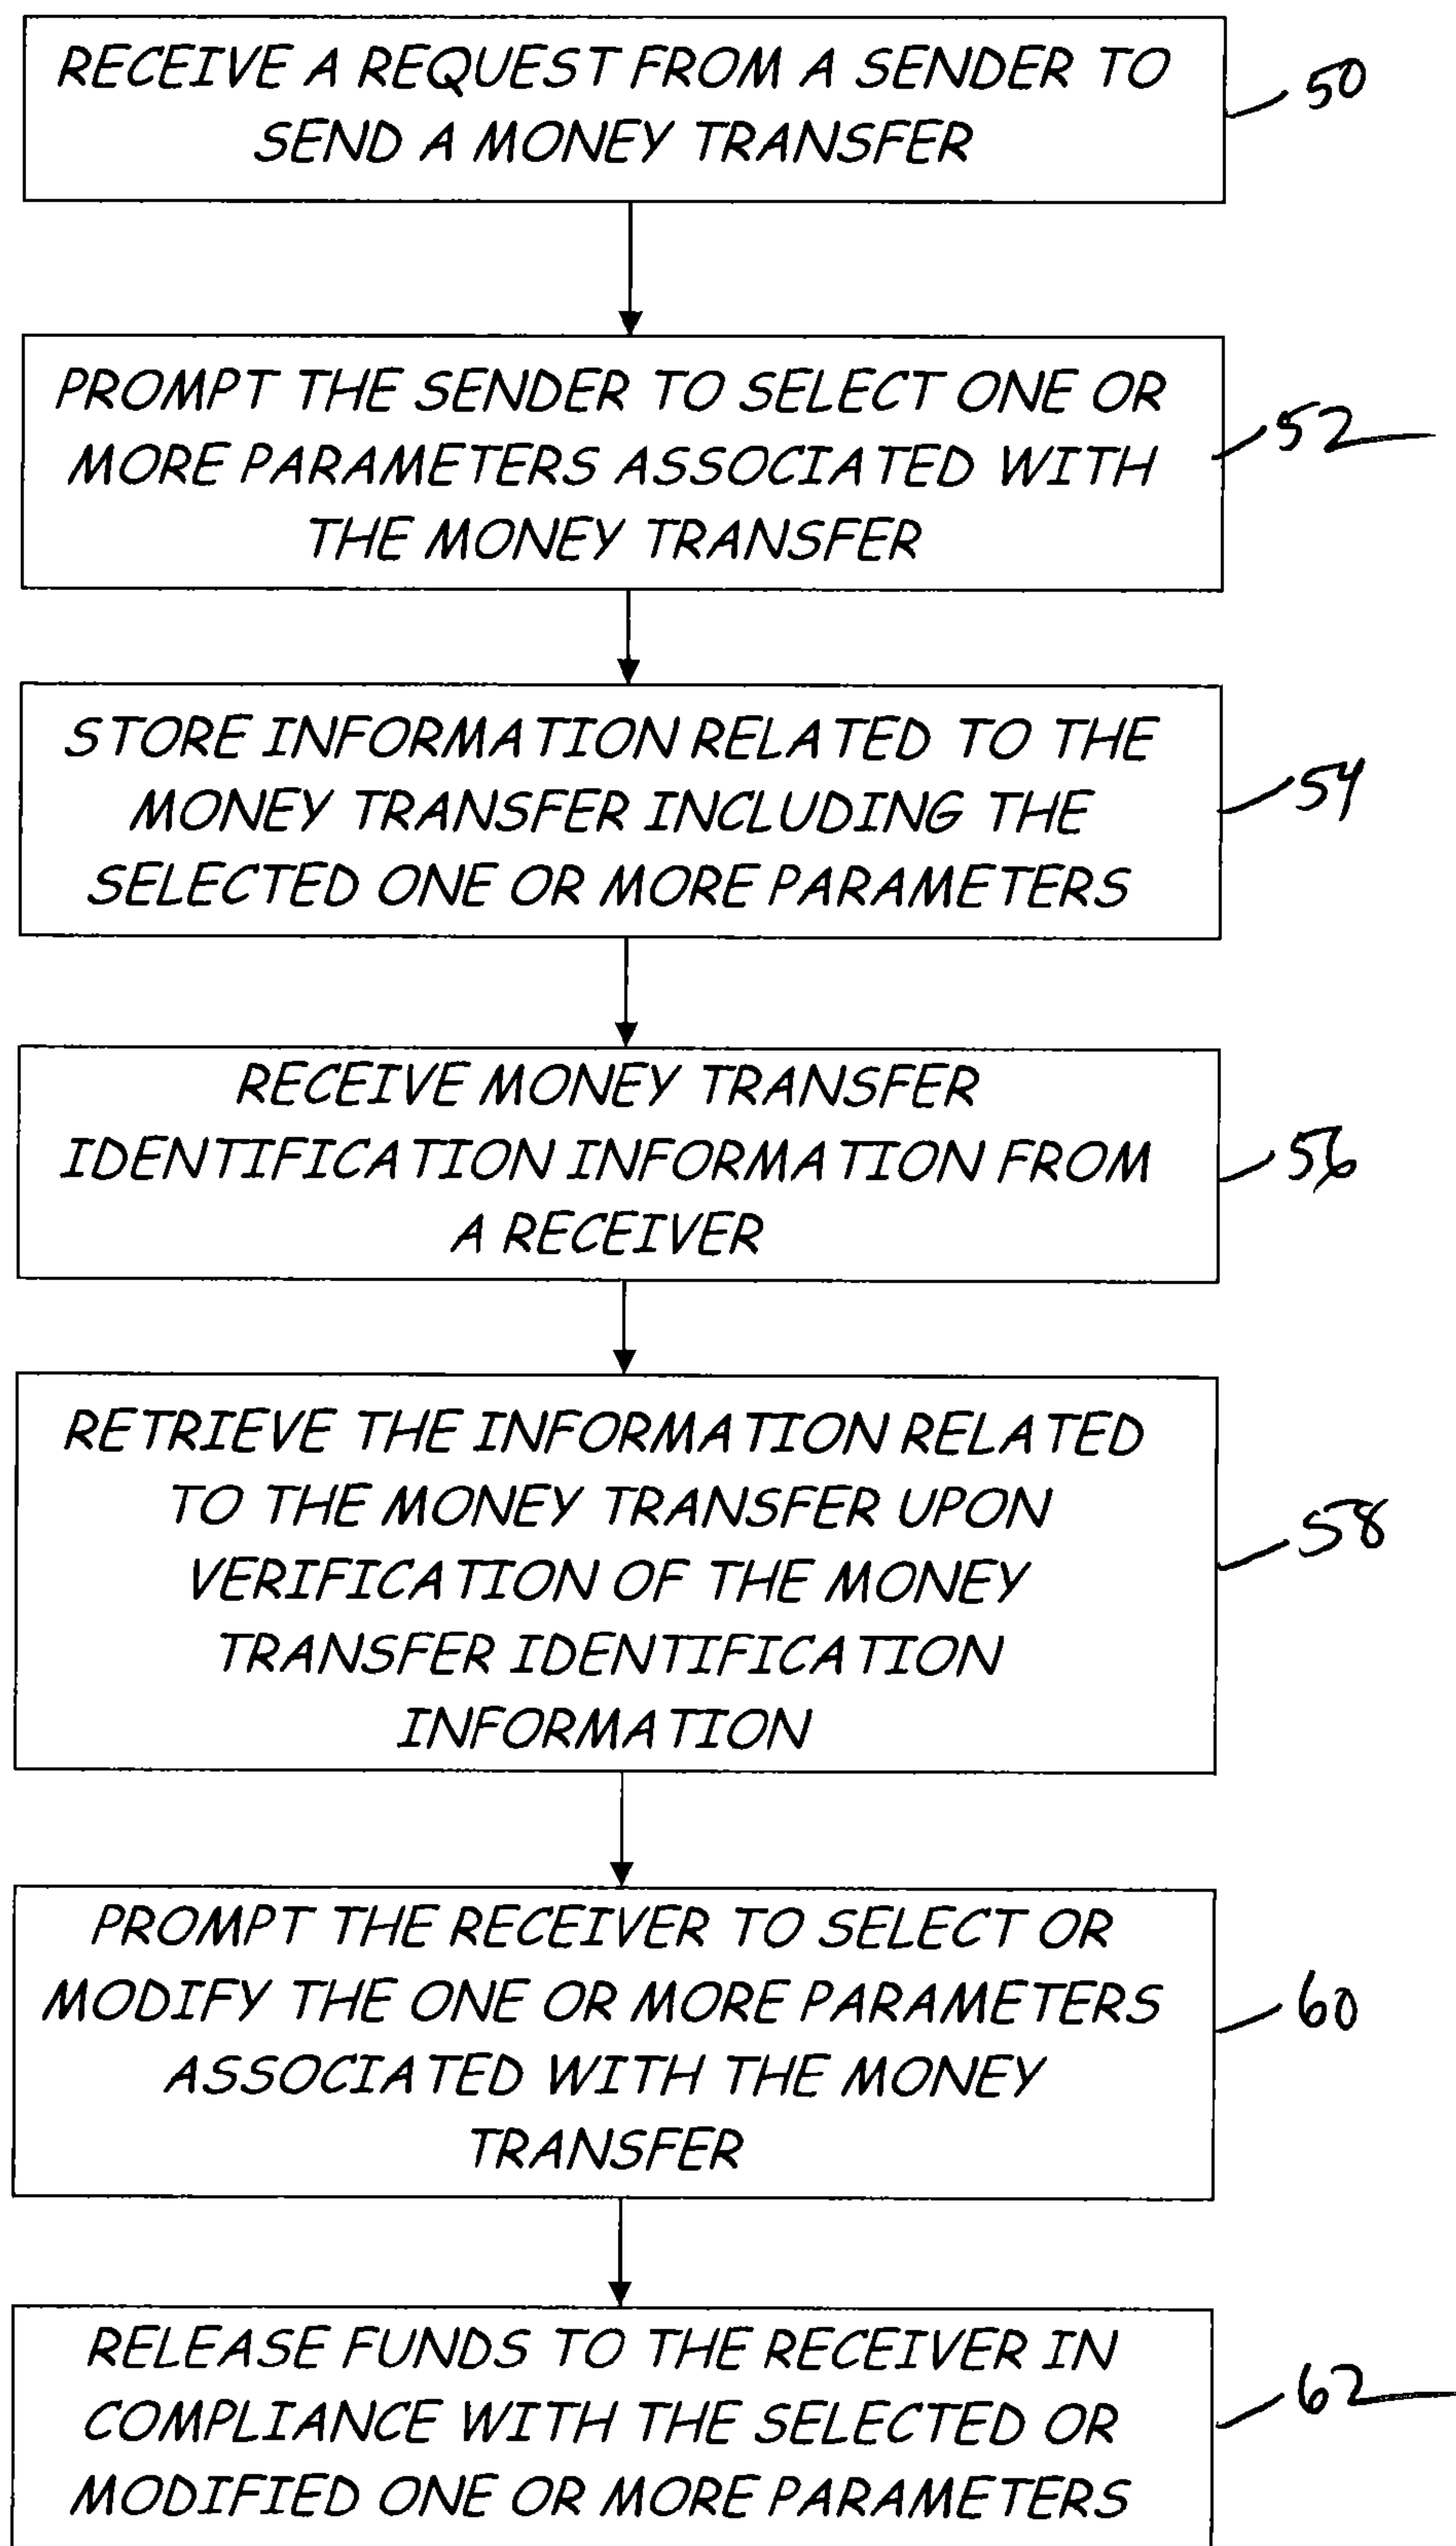 RECEIVE A REQUEST FROM A SENDER TO
SEND A MONEY TRANSFER
50
PROMPT THE SENDER TO SELECT ONE OR
MORE PARAMETERS ASSOCIATED WITH
THE MONEY TRANSFER
52
STORE INFORMATION RELATED TO THE
MONEY TRANSFER INCLUDING THE
SELECTED ONE OR MORE PARAMETERS
54
RECEIVE MONEY TRANSFER
IDENTIFICATION INFORMATION FROM
A RECEIVER
56
RETRIEVE THE INFORMATION RELATED
TO THE MONEY TRANSFER UPON
VERIFICATION OF THE MONEY
TRANSFER IDENTIFICATION
INFORMATION
58
PROMPT THE RECEIVER TO SELECT OR
MODIFY THE ONE OR MORE PARAMETERS
ASSOCIATED WITH THE MONEY
TRANSFER
60
RELEASE FUNDS TO THE RECEIVER IN
COMPLIANCE WITH THE SELECTED OR
MODIFIED ONE OR MORE PARAMETERS
62